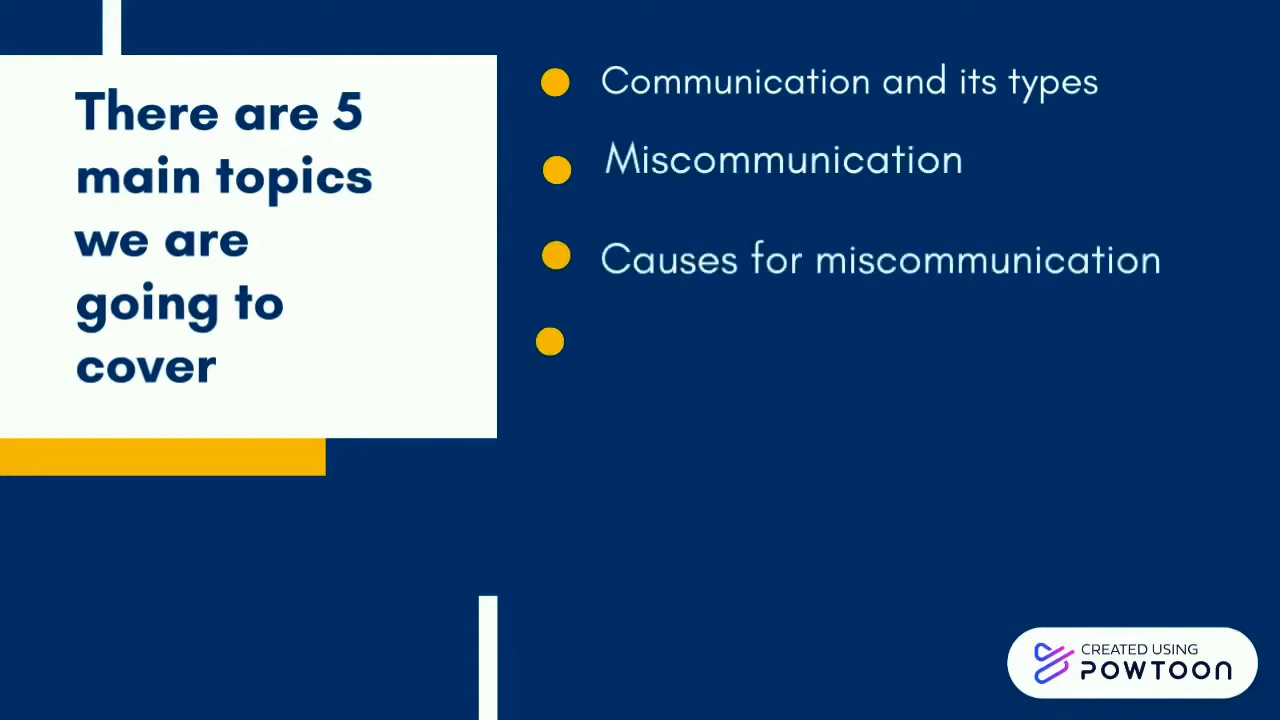 There are 5
main topics
we are
going to
cover
Communication and its types
Miscommunication
Causes for miscommunication
CREATED USING
POWTOON